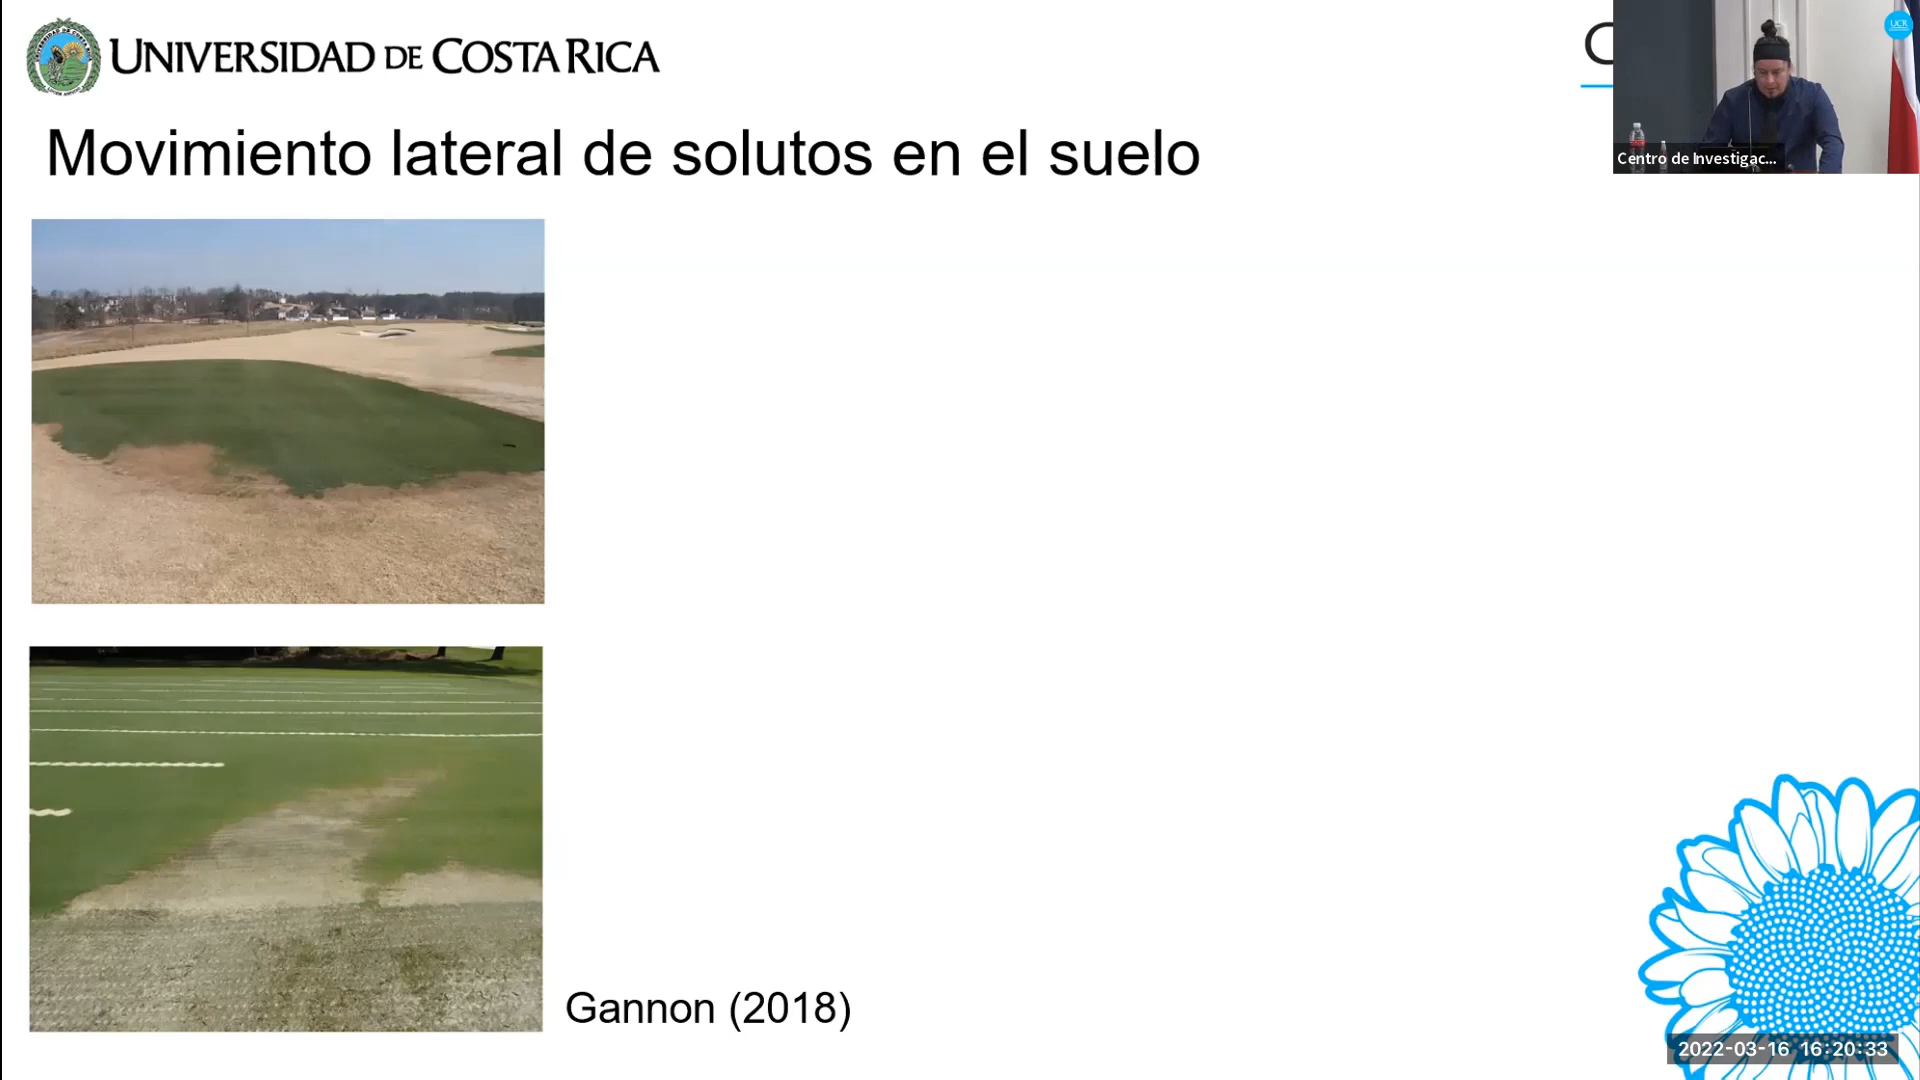 UNIVERSIDAD DE COSTA RICA
C
UCR
Centro de Investigac...
Movimiento lateral de solutos en el suelo
Gannon (2018)
2022-03-16 16:20:33